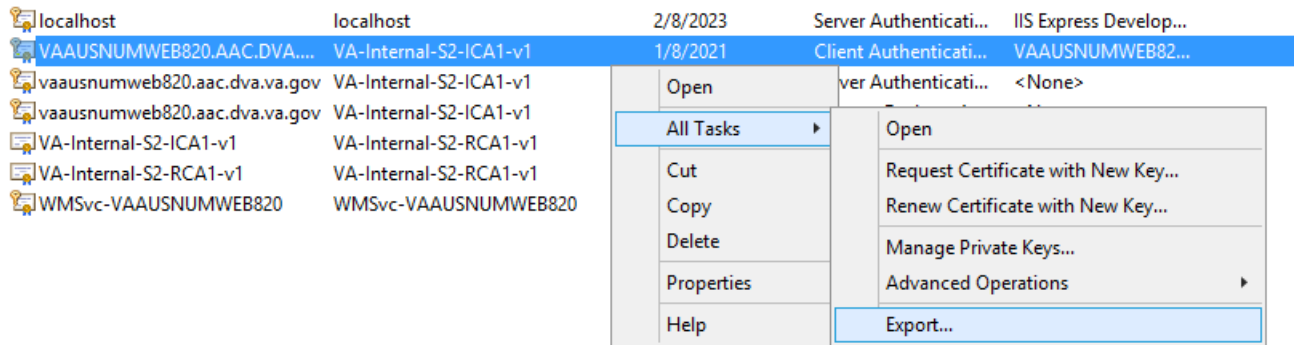 localhost localhost 2/8/2023 Server Authenticati... IIS Express Develop...
VAAUSNUMWEB820.AAC.DVA.... VA-Internal-S2-ICA1-v1 1/8/2021 Client Authenticati... VAAUSNUMWEB82...
vaausnumweb820.aac.dva.va.gov VA-Internal-S2-ICA1-v1 ver Authenticati... <None>
vaausnumweb820.aac.dva.va.gov VA-Internal-S2-ICA1-v1
VA-Internal-S2-ICA1-v1 VA-Internal-S2-RCA1-v1
VA-Internal-S2-RCA1-v1 VA-Internal-S2-RCA1-v1
WMSvc-VAAUSNUMWEB820 WMSvc-VAAUSNUMWEB820
Open
All Tasks
Cut
Copy
Delete
Properties
Help
Open
Request Certificate with New Key...
Renew Certificate with New Key...
Manage Private Keys...
Advanced Operations
Export...